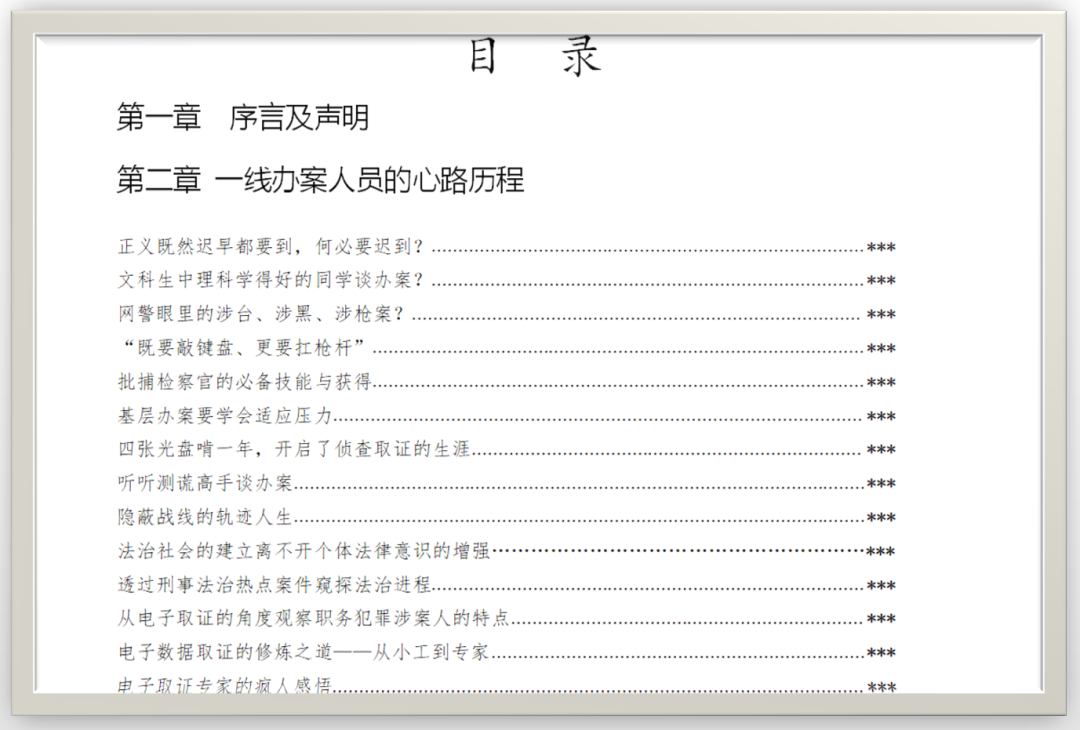 目 录
第一章 序言及声明
第二章 一线办案人员的心路历程
正义既然迟早都要到，何必要迟到？……………………………………***
文科生中理科学得好的同学谈办案？……………………………………***
网警眼里的涉台、涉黑、涉枪案？……………………………………***
“既要敲键盘、更要扛枪杆”……………………………………***
批捕检察官的必备技能与获得……………………………………***
基层办案要学会适应压力……………………………………***
四张光盘啃一年，开启了侦查取证的生涯……………………………………***
听听测谎高手谈办案……………………………………***
隐蔽战线的轨迹人生……………………………………***
法治社会的建立离不开个体法律意识的增强……………………………………***
透过刑事法治热点案件窥探法治进程……………………………………***
从电子取证的角度观察职务犯罪涉案人的特点……………………………………***
电子数据取证的修炼之道——从小工到专家……………………………………***
电子取证专家的疯人感悟……………………………………***